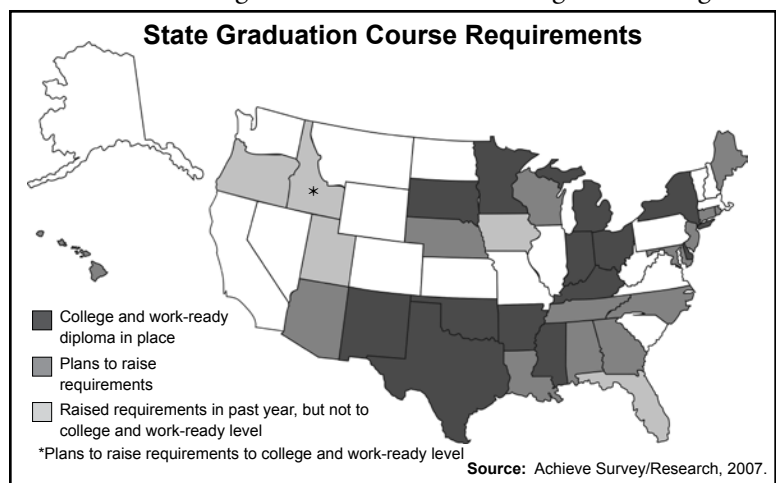 State Graduation Course Requirements
*
College and work-ready
diploma in place
Plans to raise
requirements
Raised requirements in past year, but not to
college and work-ready level
*Plans to raise requirements to college and work-ready level
Source: Achieve Survey/Research, 2007.